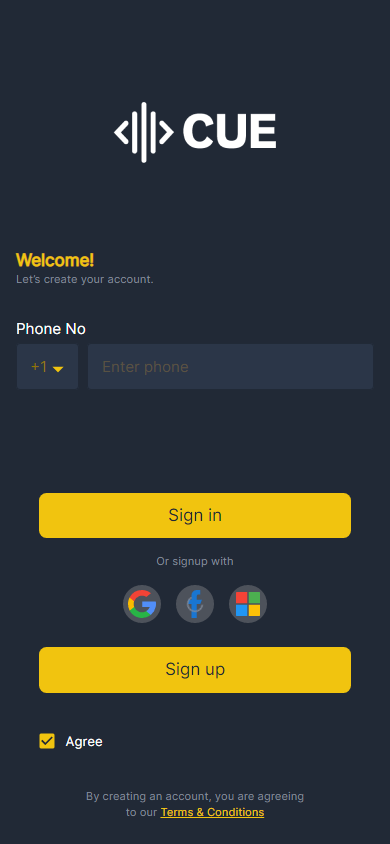 CUE
Welcome!
Let's create your account.
Phone No
+1
Enter phone
Sign in
Or signup with
Sign up
Agree
By creating an account, you are agreeing
to our Terms & Conditions